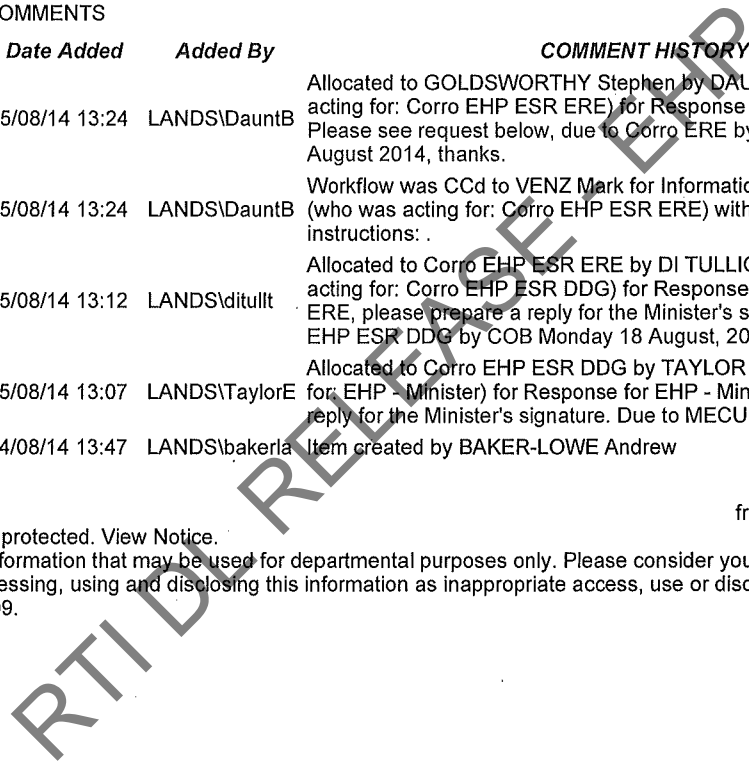 OMMENTS
Date Added Added By COMMENT HISTORY
Allocated to GOLDSWORTHY Stephen by DAU
5/08/14 13:24 LANDS\DauntB acting for: Corro EHP ESR ERE) for Response
Please see request below, due to Corro ERE by
August 2014, thanks.
Workflow was CCd to VENZ Mark for Informatio
5/08/14 13:24 LANDS\DauntB (who was acting for: Corro EHP ESR ERE) with
instructions: .
Allocated to Corro EHP ESR ERE by DI TULLIO
5/08/14 13:12 LANDS\ditullt acting for: Corro EHP ESR DDG) for Response
ERE, please prepare a reply for the Minister's s
EHP ESR DDG by COB Monday 18 August, 20
Allocated to Corro EHP ESR DDG by TAYLOR
5/08/14 13:07 LANDS\TaylorE for: EHP - Minister) for Response for EHP - Min
reply for the Minister's signature. Due to MECU
4/08/14 13:47 LANDS\bakerla Item created by BAKER-LOWE Andrew
fr
protected. View Notice.
formation that may be used for departmental purposes only. Please consider you
essing, using and disclosing this information as inappropriate access, use or disc
9.
RTI DL RELEASE - EHP